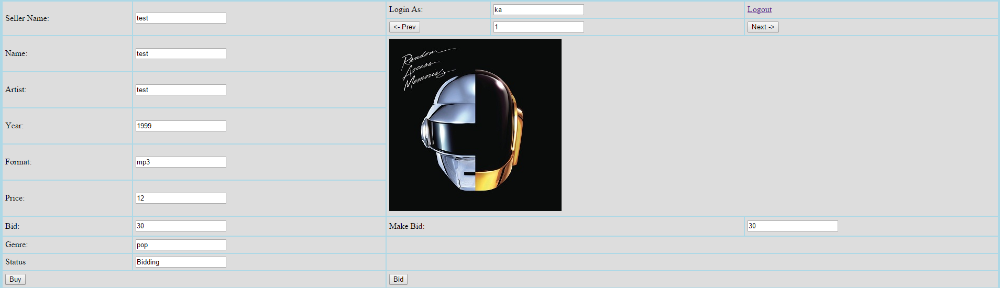 Seller Name: test
Login As: ka Logout
<- Prev 1 Next ->
Name: test
Random
Access
Memories
Artist: test
Year: 1999
Format: mp3
Price: 12
Bid: 30 Make Bid: 30
Genre: pop
Status Bidding
Buy Bid